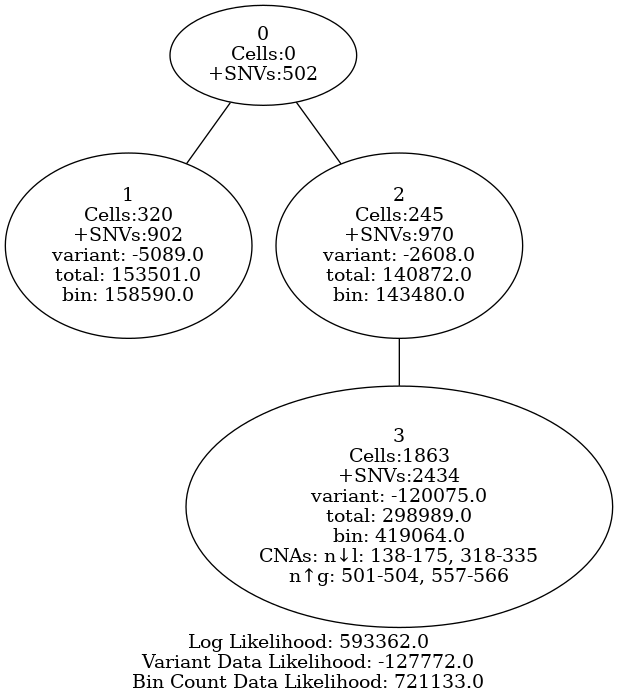 0
Cells:0
+SNVs:502
1
Cells:320
+SNVs:902
variant: -5089.0
total: 153501.0
bin: 158590.0
2
Cells:245
+SNVs:970
variant: -2608.0
total: 140872.0
bin: 143480.0
3
Cells:1863
+SNVs:2434
variant: -120075.0
total: 298989.0
bin: 419064.0
CNAs: n↓l: 138-175, 318-335
n↑g: 501-504, 557-566
Log Likelihood: 593362.0
Variant Data Likelihood: -127772.0
Bin Count Data Likelihood: 721133.0